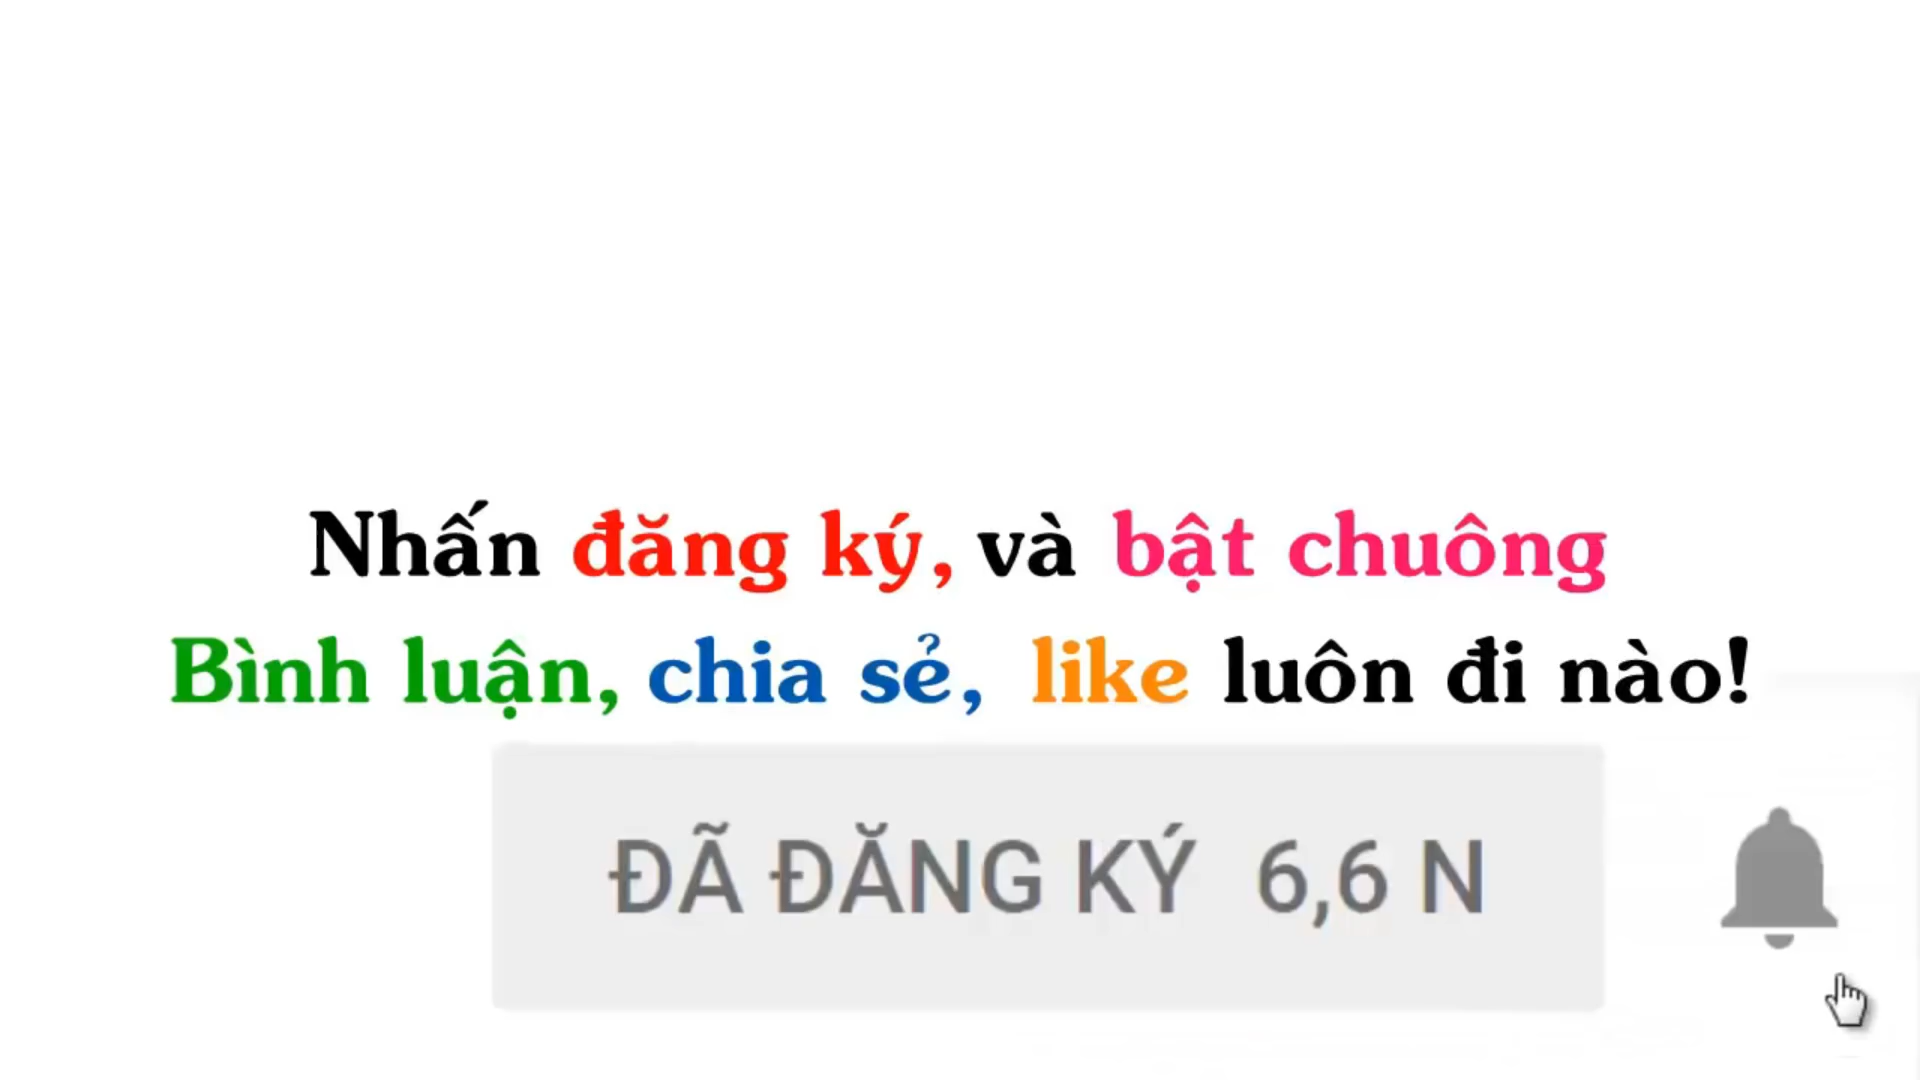 Nhấn đăng ký, và bật chuông
Bình luận, chia sẻ, like luôn đi nào!
ĐÃ ĐĂNG KÝ 6,6 N